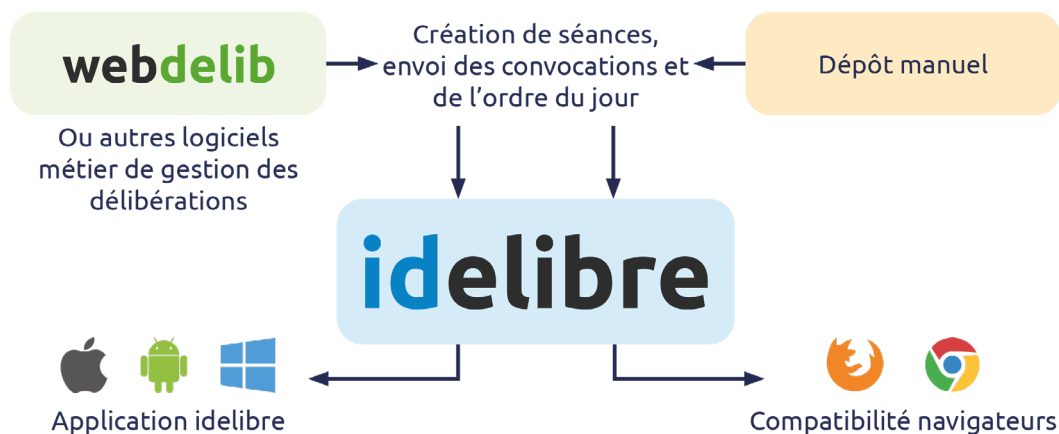 webdelib
Ou autres logiciels
métier de gestion des
délibérations
Création de séances,
envoi des convocations et
de l'ordre du jour
Dépôt manuel
idelibre
Application idelibre
Compatibilité navigateurs